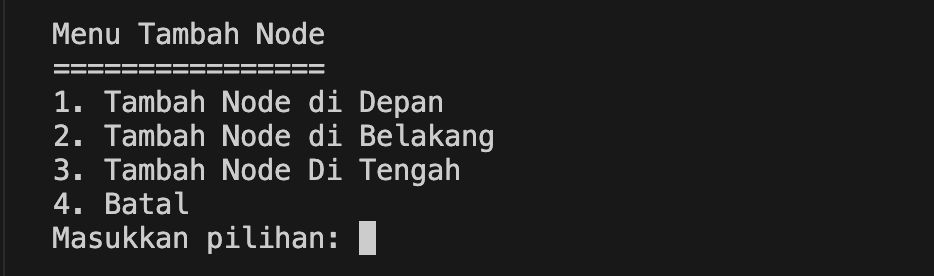 Menu Tambah Node
================
1. Tambah Node di Depan
2. Tambah Node di Belakang
3. Tambah Node Di Tengah
4. Batal
Masukkan pilihan: